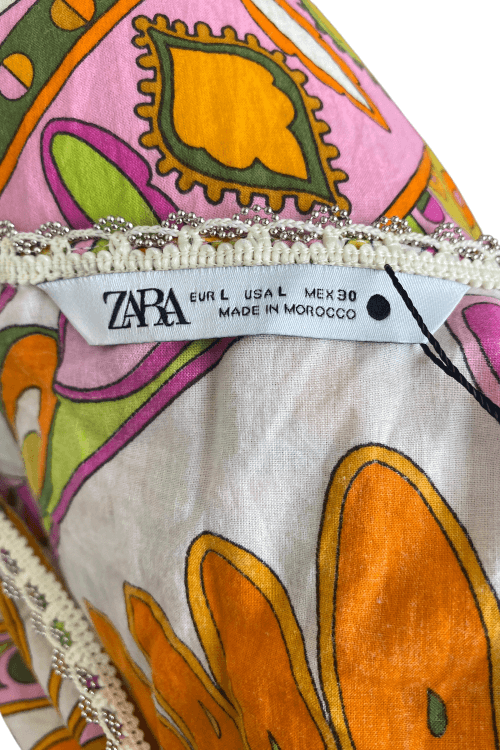 ZARA
EUR L USA L MEX 30
MADE IN MOROCCO